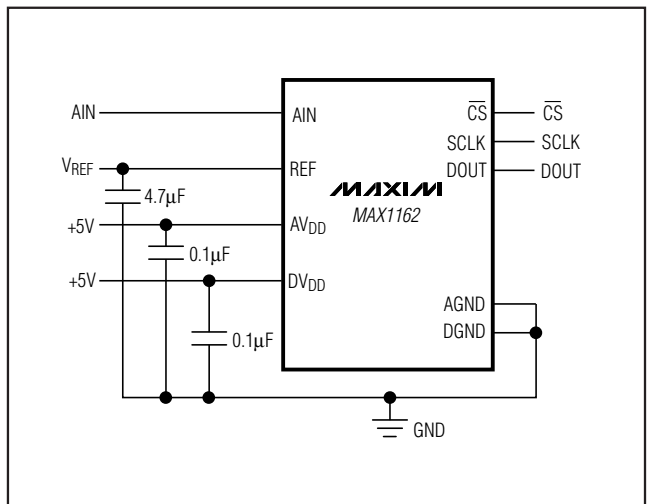 AIN
AIN
CS
CS
SCLK
SCLK
VREF
REF
DOUT
DOUT
4.7µF
MAXIM
MAX1162
+5V
AVDD
0.1µF
+5V
DVDD
AGND
DGND
0.1µF
GND